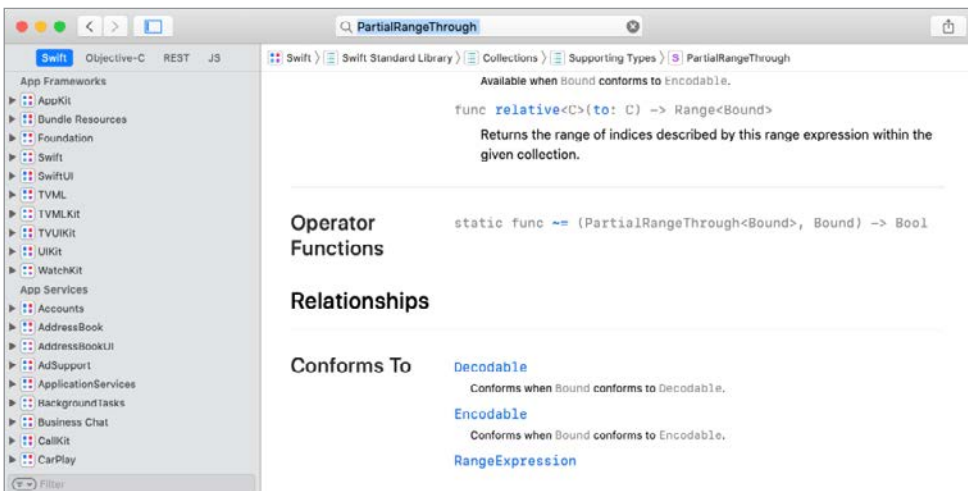 PartialRangeThrough
Swift Objective-C REST JS
Swift 〉 Swift Standard Library 〉 Collections 〉 Supporting Types 〉 S PartialRangeThrough
App Frameworks
AppKit
Bundle Resources
Foundation
Swift
SwiftUI
TVML
TVMLKit
TVUIKit
UIKit
WatchKit
App Services
Accounts
AddressBook
AddressBookUI
AdSupport
ApplicationServices
BackgroundTasks
Business Chat
CallKit
CarPlay
Filter
Available when Bound conforms to Encodable.
func relative<C>(to: C) -> Range<Bound>
Returns the range of indices described by this range expression within the
given collection.
Operator
Functions
static func ~= (PartialRangeThrough<Bound>, Bound) -> Bool
Relationships
Conforms To
Decodable
Conforms when Bound conforms to Decodable.
Encodable
Conforms when Bound conforms to Encodable.
RangeExpression